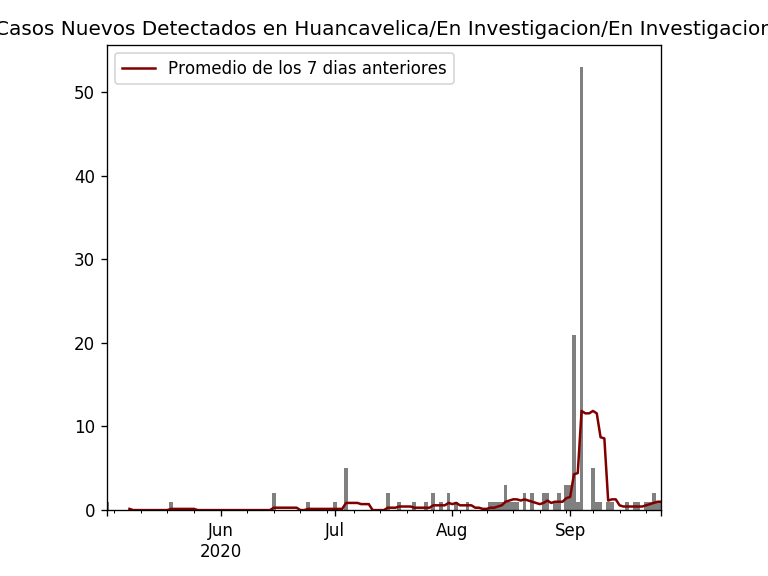 Casos Nuevos Detectados en Huancavelica/En Investigacion/En Investigacion
Promedio de los 7 dias anteriores
50
40
30
20
10
0
Jun
2020
Jul
Aug
Sep